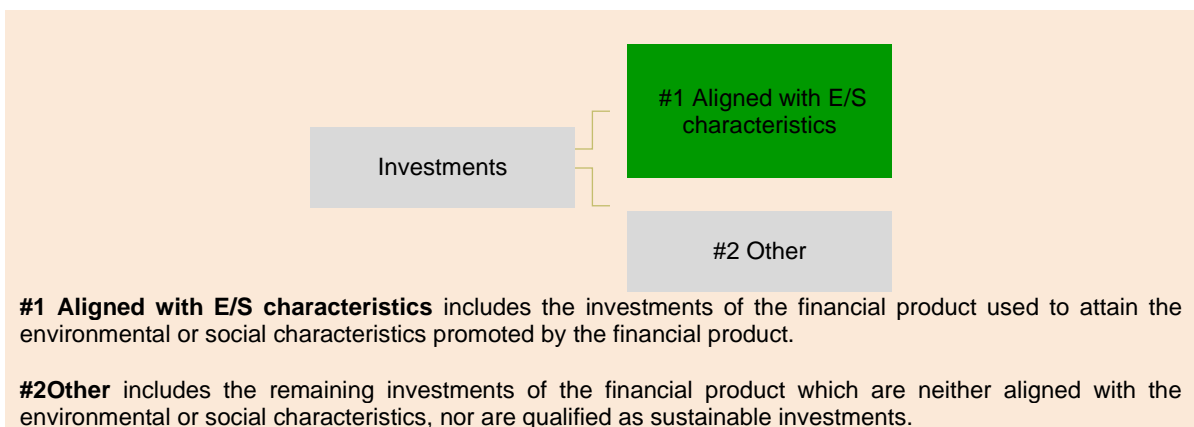 #1 Aligned with E/S
characteristics
Investments
#2 Other
#1 Aligned with E/S characteristics includes the investments of the financial product used to attain the
environmental or social characteristics promoted by the financial product.
#2Other includes the remaining investments of the financial product which are neither aligned with the
environmental or social characteristics, nor are qualified as sustainable investments.